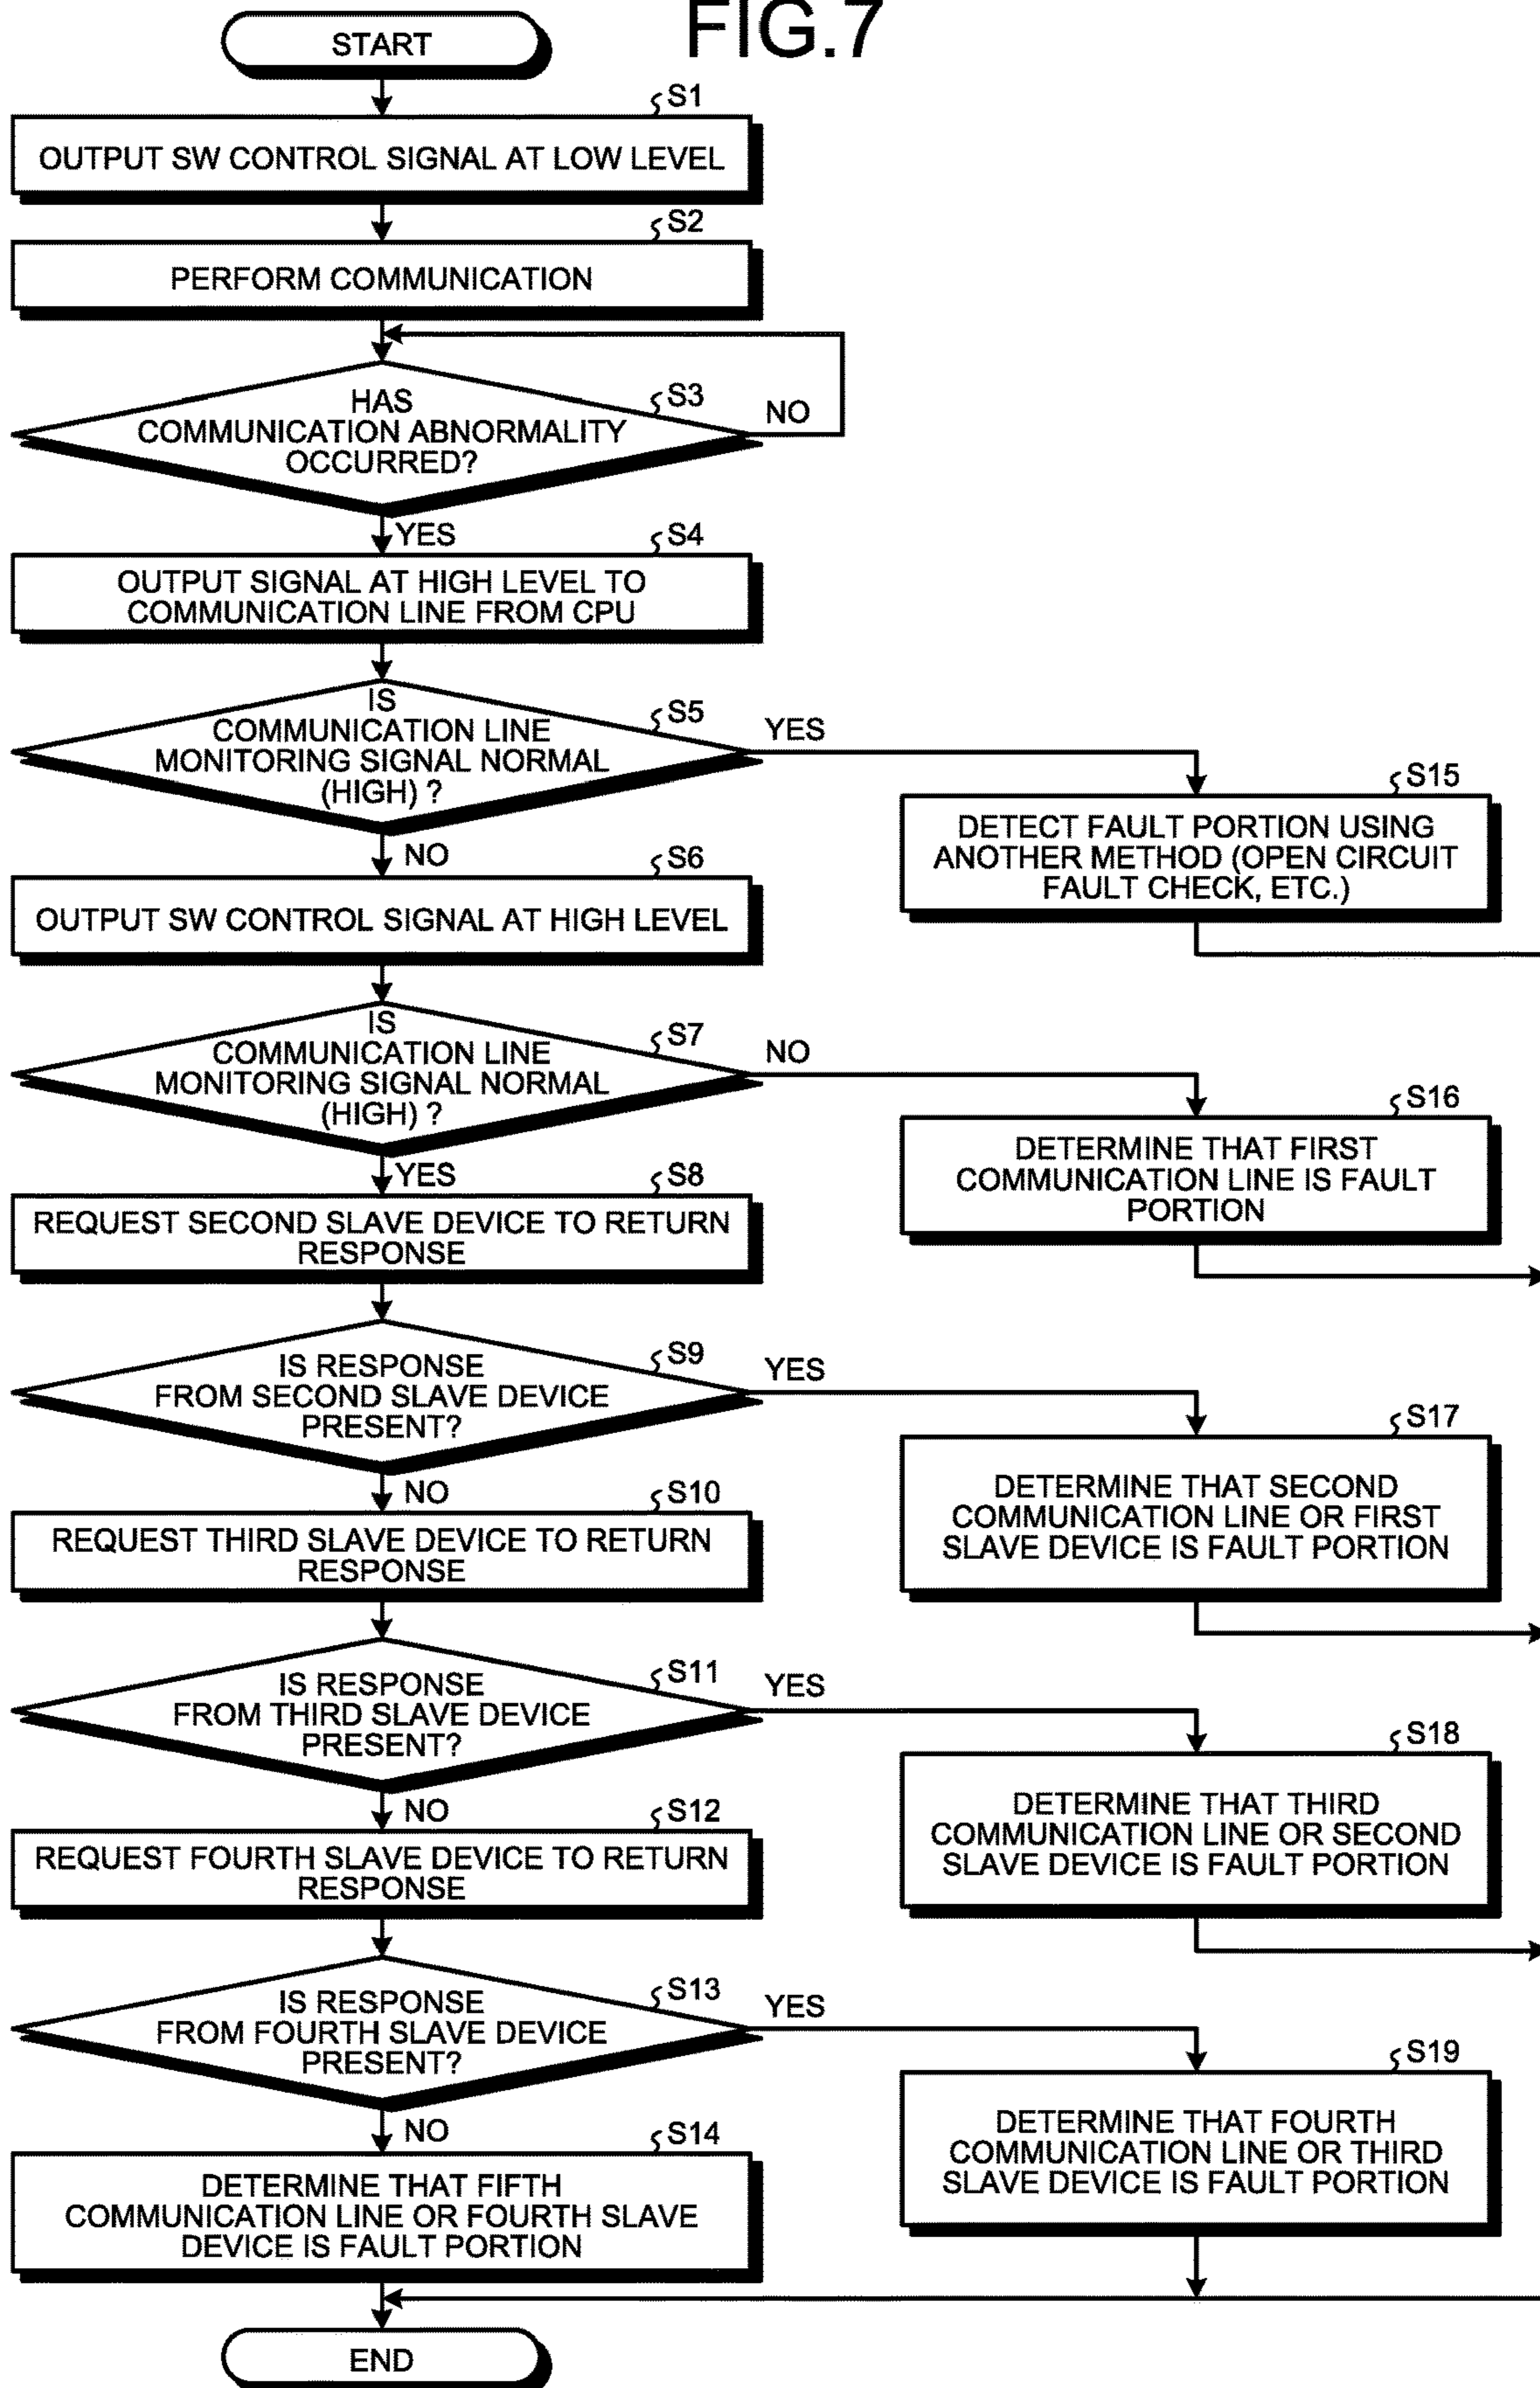 FIG.7
START
S1
OUTPUT SW CONTROL SIGNAL AT LOW LEVEL
S2
PERFORM COMMUNICATION
S3
HAS
COMMUNICATION ABNORMALITY
OCCURRED?
NO
YES
S4
OUTPUT SIGNAL AT HIGH LEVEL TO
COMMUNICATION LINE FROM CPU
S5
IS
COMMUNICATION LINE
MONITORING SIGNAL NORMAL
(HIGH) ?
YES
S15
DETECT FAULT PORTION USING
ANOTHER METHOD (OPEN CIRCUIT
FAULT CHECK, ETC.)
NO
S6
OUTPUT SW CONTROL SIGNAL AT HIGH LEVEL
S7
IS
COMMUNICATION LINE
MONITORING SIGNAL NORMAL
(HIGH) ?
NO
S16
DETERMINE THAT FIRST
COMMUNICATION LINE IS FAULT
PORTION
YES
S8
REQUEST SECOND SLAVE DEVICE TO RETURN
RESPONSE
S9
IS RESPONSE
FROM SECOND SLAVE DEVICE
PRESENT?
YES
S17
DETERMINE THAT SECOND
COMMUNICATION LINE OR FIRST
SLAVE DEVICE IS FAULT PORTION
NO
S10
REQUEST THIRD SLAVE DEVICE TO RETURN
RESPONSE
S11
IS RESPONSE
FROM THIRD SLAVE DEVICE
PRESENT?
YES
S18
DETERMINE THAT THIRD
COMMUNICATION LINE OR SECOND
SLAVE DEVICE IS FAULT PORTION
NO
S12
REQUEST FOURTH SLAVE DEVICE TO RETURN
RESPONSE
S13
IS RESPONSE
FROM FOURTH SLAVE DEVICE
PRESENT?
YES
S19
DETERMINE THAT FOURTH
COMMUNICATION LINE OR THIRD
SLAVE DEVICE IS FAULT PORTION
NO
S14
DETERMINE THAT FIFTH
COMMUNICATION LINE OR FOURTH SLAVE
DEVICE IS FAULT PORTION
END